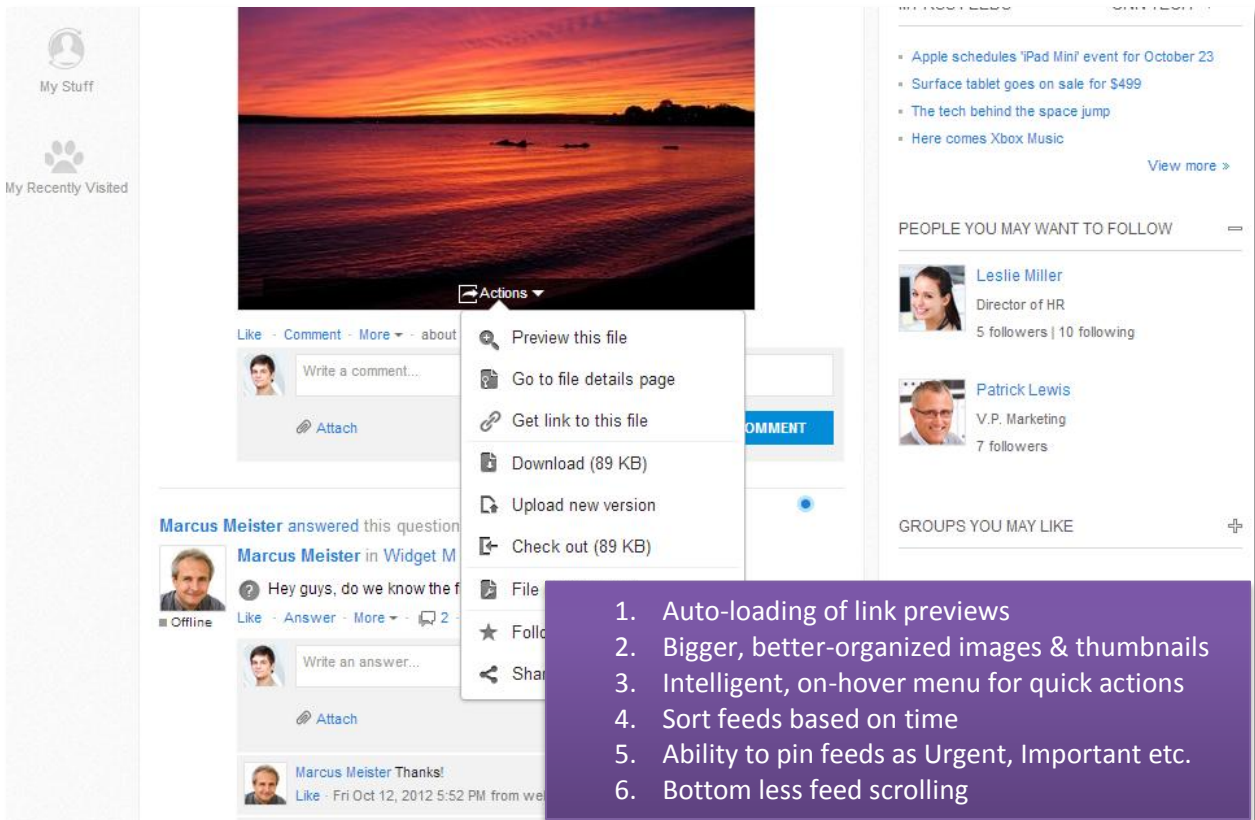 My Stuff
My Recently Visited
Actions
Like · Comment · More · about
Write a comment...
Attach
OMMENT
Preview this file
Go to file details page
Get link to this file
Download (89 KB)
Upload new version
Check out (89 KB)
File
Follo
Shar
Marcus Meister answered this question
Marcus Meister in Widget M
Hey guys, do we know the f
Offline
Like · Answer · More · 2 ·
Write an answer...
Attach
Marcus Meister Thanks!
Like · Fri Oct 12, 2012 5:52 PM from we
Apple schedules 'iPad Mini' event for October 23
Surface tablet goes on sale for $499
The tech behind the space jump
Here comes Xbox Music
View more »
PEOPLE YOU MAY WANT TO FOLLOW
Leslie Miller
Director of HR
5 followers | 10 following
Patrick Lewis
V.P. Marketing
7 followers
GROUPS YOU MAY LIKE
1. Auto-loading of link previews
2. Bigger, better-organized images & thumbnails
3. Intelligent, on-hover menu for quick actions
4. Sort feeds based on time
5. Ability to pin feeds as Urgent, Important etc.
6. Bottom less feed scrolling